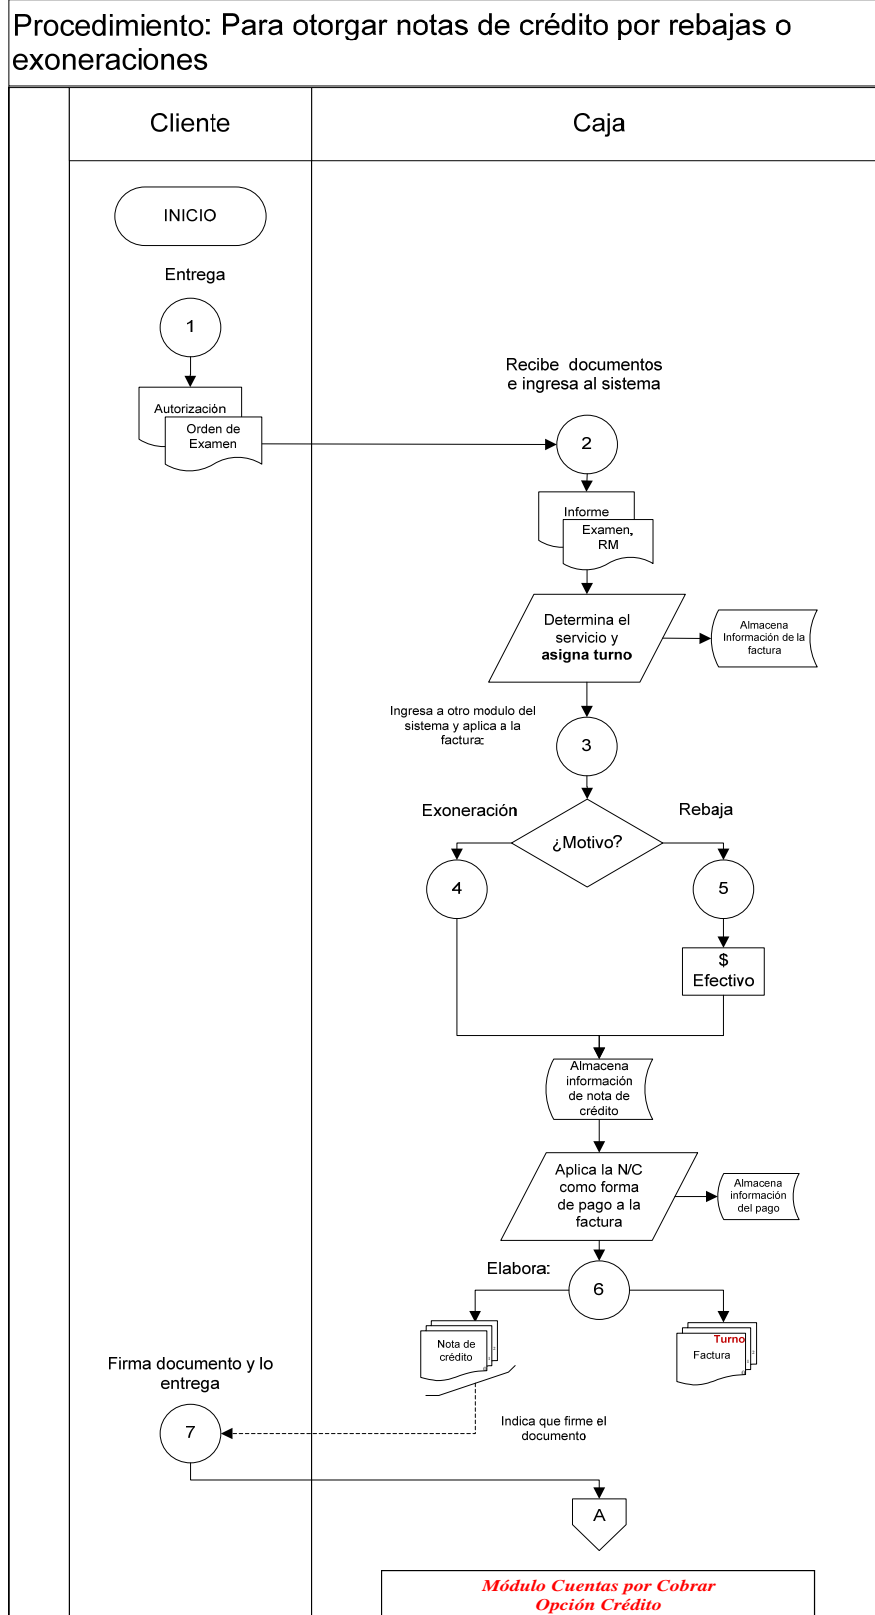 Procedimiento: Para otorgar notas de crédito por rebajas o
exoneraciones
Cliente
Caja
INICIO
Entrega
1
Autorización
Orden de
Examen
Recibe documentos
e ingresa al sistema
2
Informe
Examen,
RM
Determina el
servicio y
asigna turno
Almacena
Información de la
factura
Ingresa a otro modulo del
sistema y aplica a la
factura:
3
Exoneración
¿Motivo?
Rebaja
4
5
$
Efectivo
Almacena
información
de nota de
crédito
Aplica la N/C
como forma
de pago a la
factura
Almacena
información
del pago
Elabora:
6
Nota de
crédito
Turno
Factura
Firma documento y lo
entrega
7
Indica que firme el
documento
A
Módulo Cuentas por Cobrar
Opción Crédito